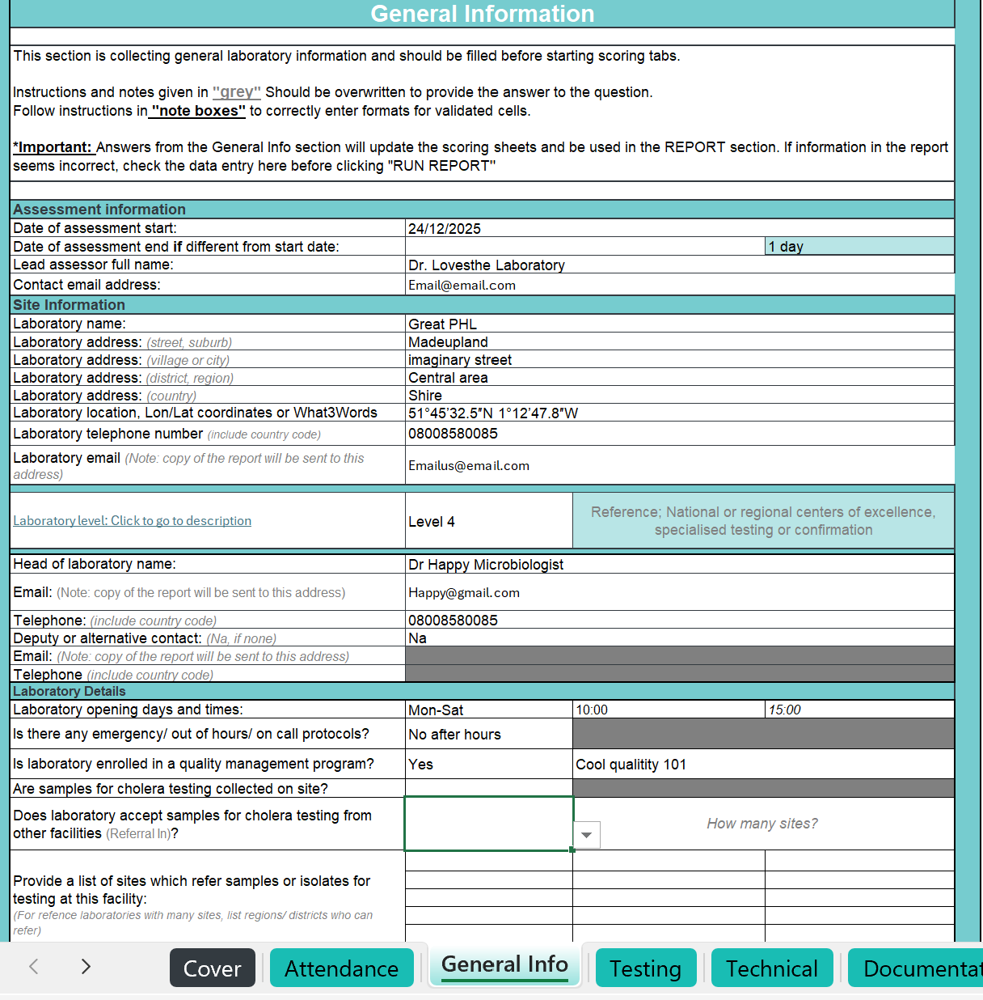 General Information
This section is collecting general laboratory information and should be filled before starting scoring tabs.
Instructions and notes given in "grey" Should be overwritten to provide the answer to the question.
Follow instructions in "note boxes" to correctly enter formats for validated cells.
*Important: Answers from the General Info section will update the scoring sheets and be used in the REPORT section. If information in the report
seems incorrect, check the data entry here before clicking "RUN REPORT"
Assessment information
Date of assessment start: 24/12/2025
Date of assessment end if different from start date: 1 day
Lead assessor full name: Dr. Lovesthe Laboratory
Contact email address: Email@email.com
Site Information
Laboratory name: Great PHL
Laboratory address: (street, suburb) Madeupland
Laboratory address: (village or city) imaginary street
Laboratory address: (district, region) Central area
Laboratory address: (country) Shire
Laboratory location, Lon/Lat coordinates or What3Words 51°45’32.5″N 1°12’47.8″W
Laboratory telephone number (include country code) 08008580085
Laboratory email (Note: copy of the report will be sent to this
address)
Emailus@email.com
Laboratory level: Click to go to description Level 4
Reference; National or regional centers of excellence,
specialised testing or confirmation
Head of laboratory name: Dr Happy Microbiologist
Email: (Note: copy of the report will be sent to this address) Happy@gmail.com
Telephone: (include country code) 08008580085
Deputy or alternative contact: (Na, if none) Na
Email: (Note: copy of the report will be sent to this address)
Telephone (include country code)
Laboratory Details
Laboratory opening days and times: Mon-Sat 10:00 15:00
Is there any emergency/ out of hours/ on call protocols? No after hours
Is laboratory enrolled in a quality management program? Yes Cool qualitity 101
Are samples for cholera testing collected on site?
Does laboratory accept samples for cholera testing from
other facilities (Referral In)?
How many sites?
Provide a list of sites which refer samples or isolates for
testing at this facility:
(For refence laboratories with many sites, list regions/ districts who can
refer)
Cover Attendance General Info Testing Technical Documentat